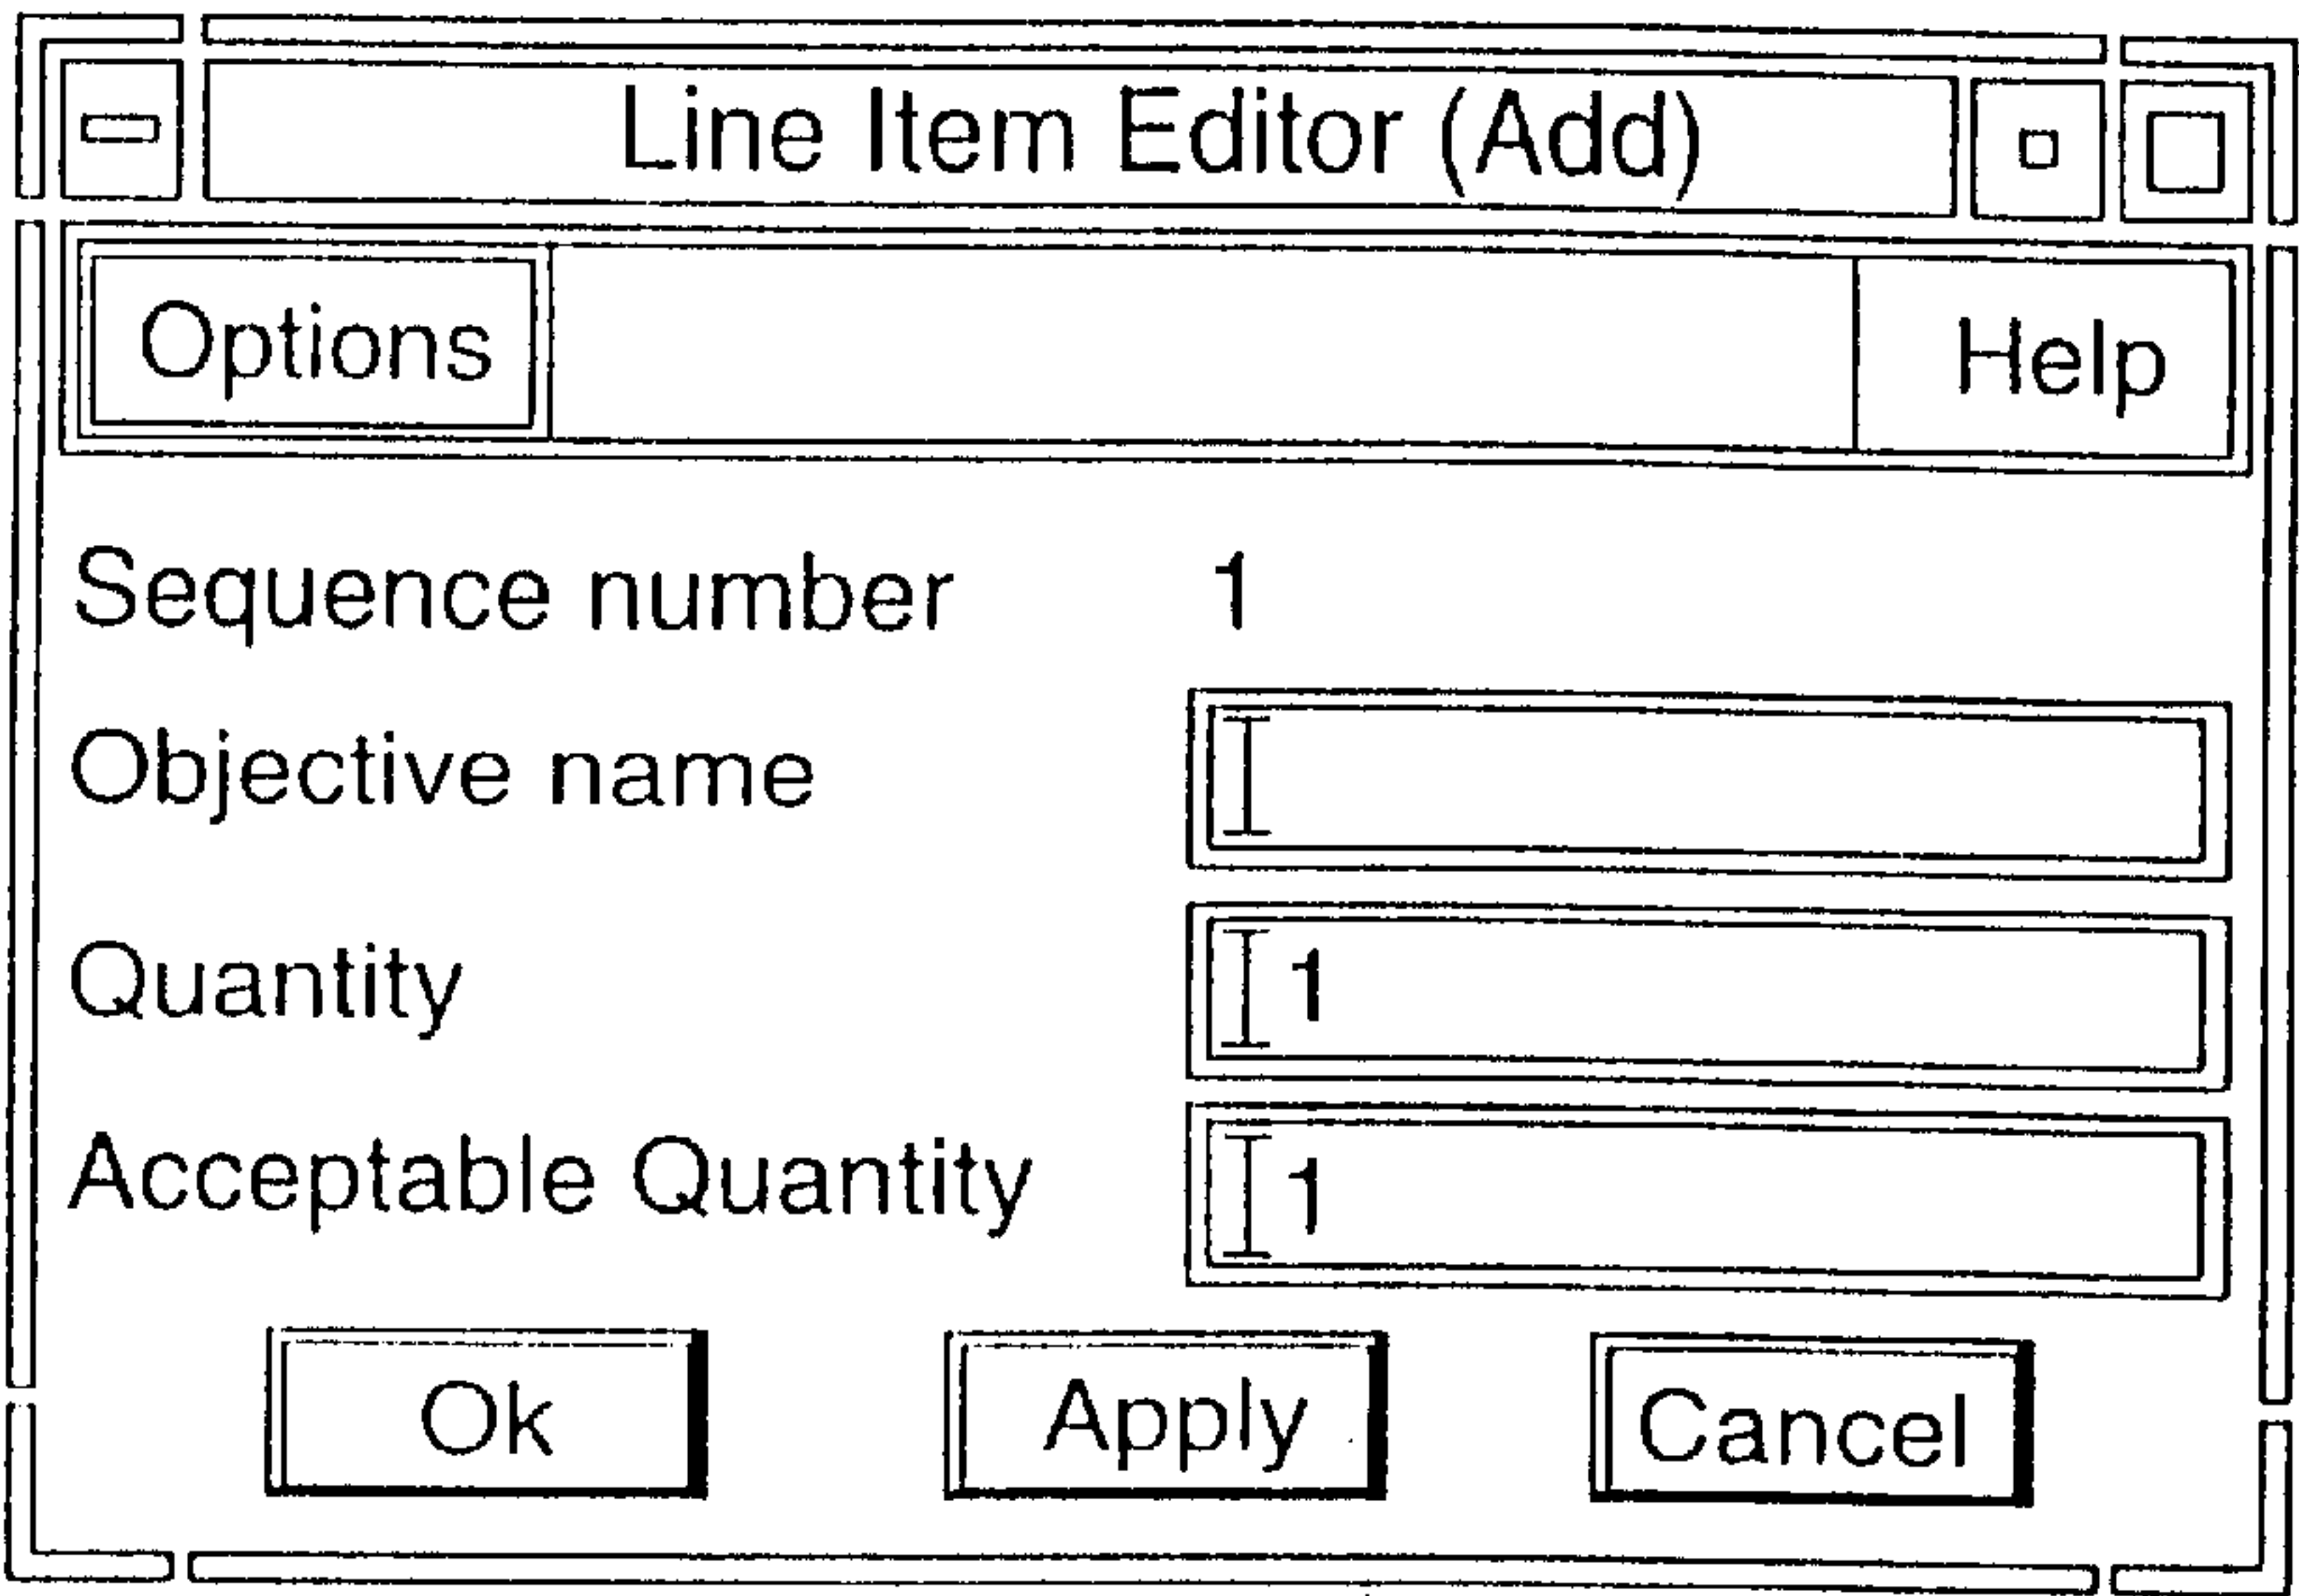 Line Item Editor (Add)
Options Help
Sequence number 1
Objective name
Quantity 1
Acceptable Quantity 1
Ok Apply Cancel